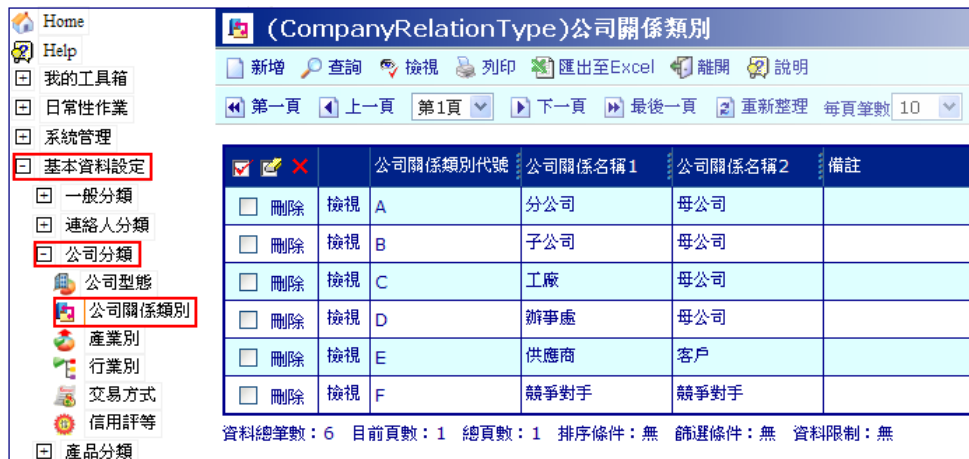 Home
Help
我的工具箱
日常性作業
系統管理
基本資料設定
一般分類
連絡人分類
公司分類
公司型態
公司關係類別
產業別
行業別
交易方式
信用評等
產品分類
(CompanyRelationType)公司關係類別
新增 查詢 檢視 列印 匯出至Excel 離開 說明
第一頁 上一頁 第1頁 下一頁 最後一頁 重新整理 每頁筆數 10
公司關係類別代號 公司關係名稱1 公司關係名稱2 備註
刪除 檢視 A 分公司 母公司
刪除 檢視 B 子公司 母公司
刪除 檢視 C 工廠 母公司
刪除 檢視 D 辦事處 母公司
刪除 檢視 E 供應商 客戶
刪除 檢視 F 競爭對手 競爭對手
資料總筆數：6 目前頁數：1 總頁數：1 排序條件：無 篩選條件：無 資料限制：無